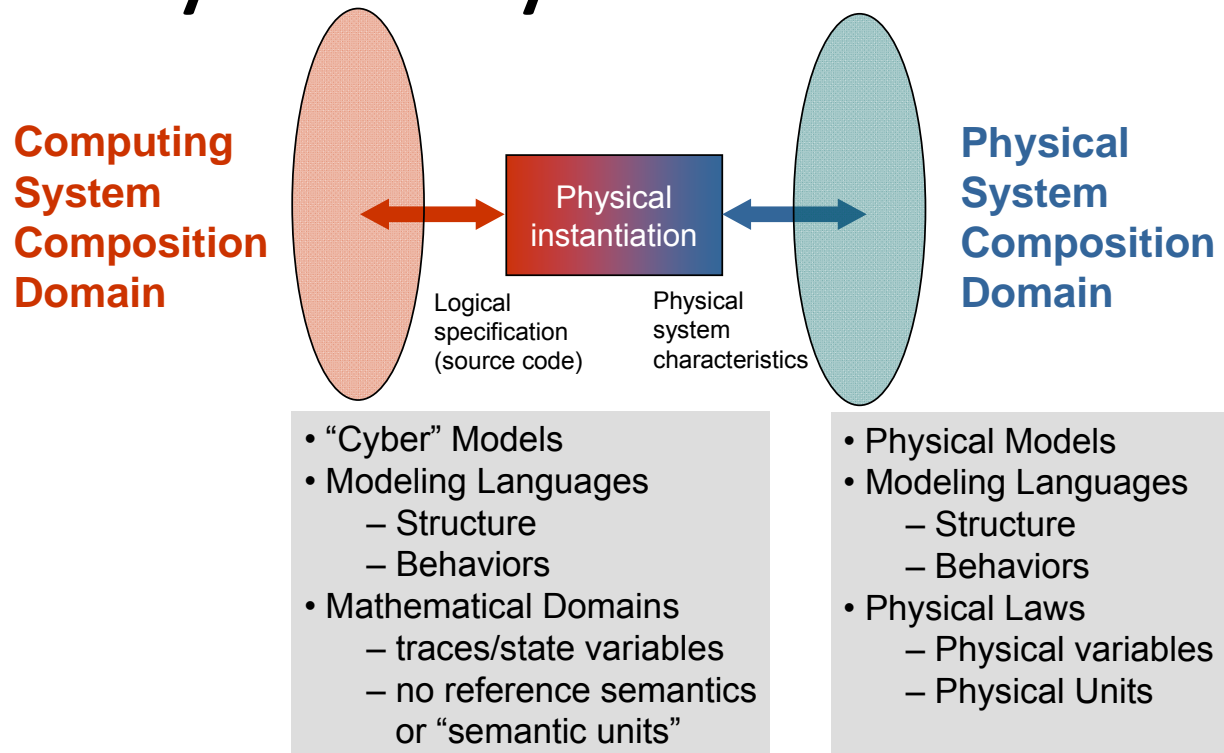 Computing
System
Composition
Domain
Physical
instantiation
Logical
specification
(source code)
Physical
system
characteristics
Physical
System
Composition
Domain
• “Cyber” Models
• Modeling Languages
– Structure
– Behaviors
• Mathematical Domains
– traces/state variables
– no reference semantics
or “semantic units”
• Physical Models
• Modeling Languages
– Structure
– Behaviors
• Physical Laws
– Physical variables
– Physical Units